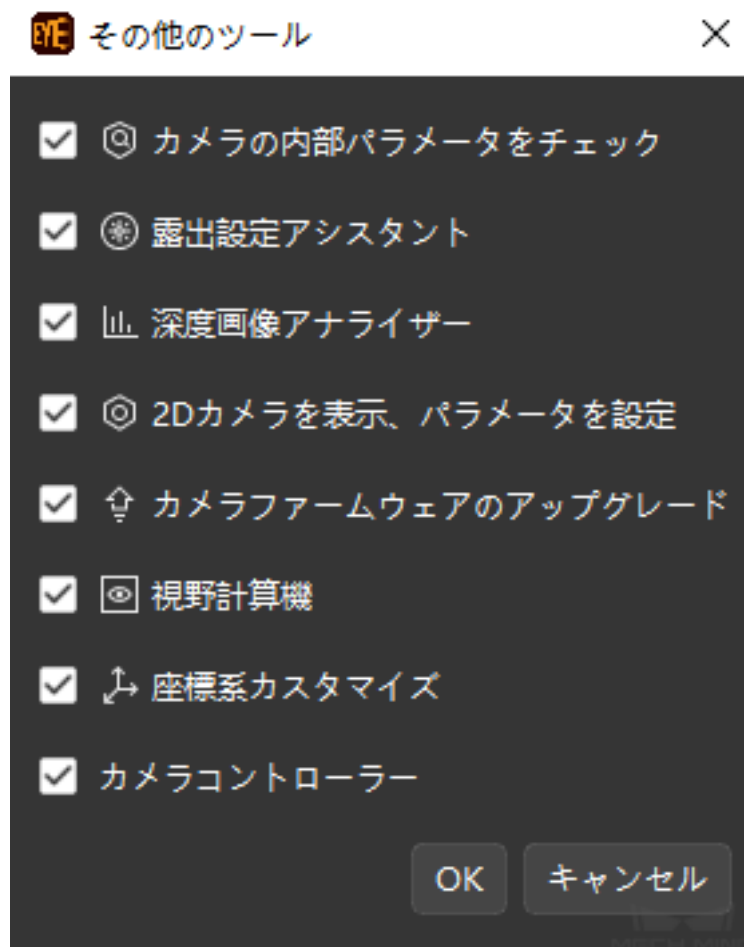 EYE その他のツール
カメラの内部パラメータをチェック
露出設定アシスタント
深度画像アナライザー
2Dカメラを表示、パラメータを設定
カメラファームウェアのアップグレード
視野計算機
座標系カスタマイズ
カメラコントローラー
OK キャンセル